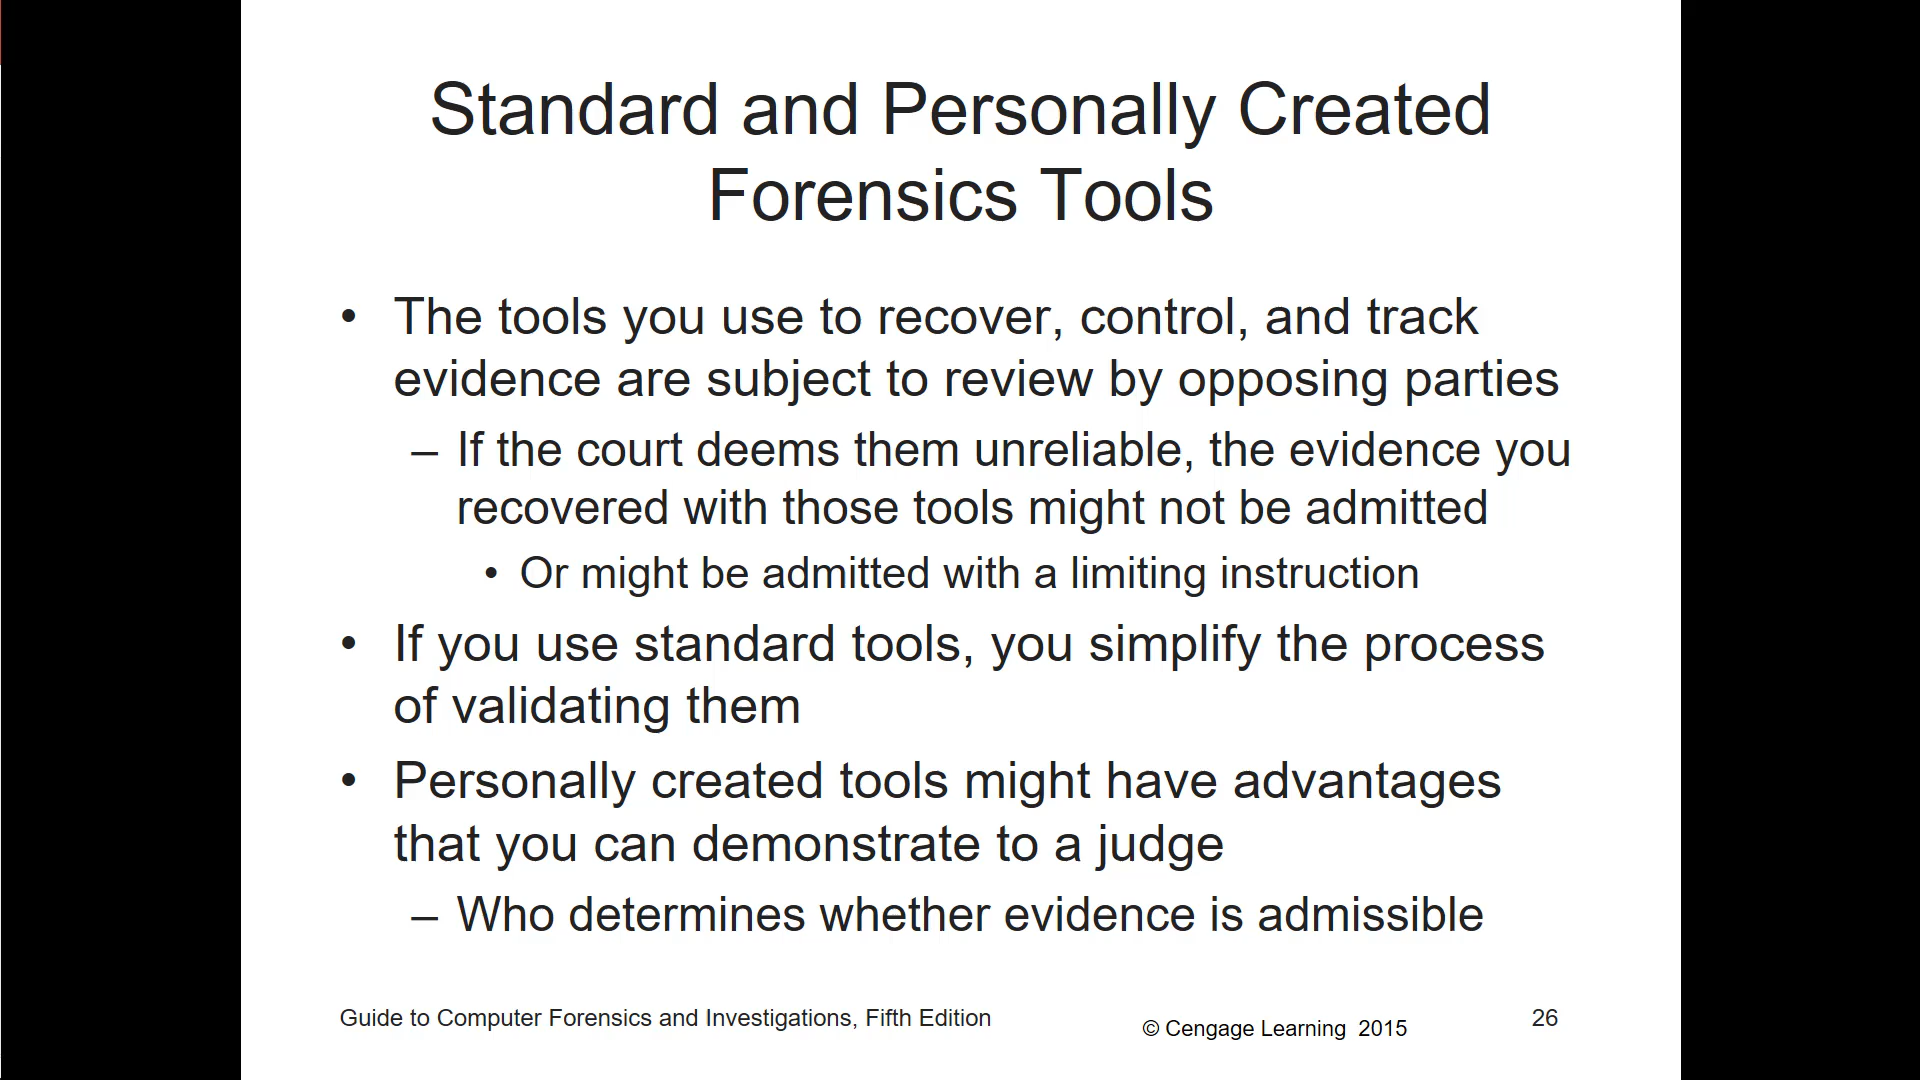 Standard and Personally Created
Forensics Tools
• The tools you use to recover, control, and track
evidence are subject to review by opposing parties
– If the court deems them unreliable, the evidence you
recovered with those tools might not be admitted
• Or might be admitted with a limiting instruction
• If you use standard tools, you simplify the process
of validating them
• Personally created tools might have advantages
that you can demonstrate to a judge
– Who determines whether evidence is admissible
Guide to Computer Forensics and Investigations, Fifth Edition
© Cengage Learning 2015
26